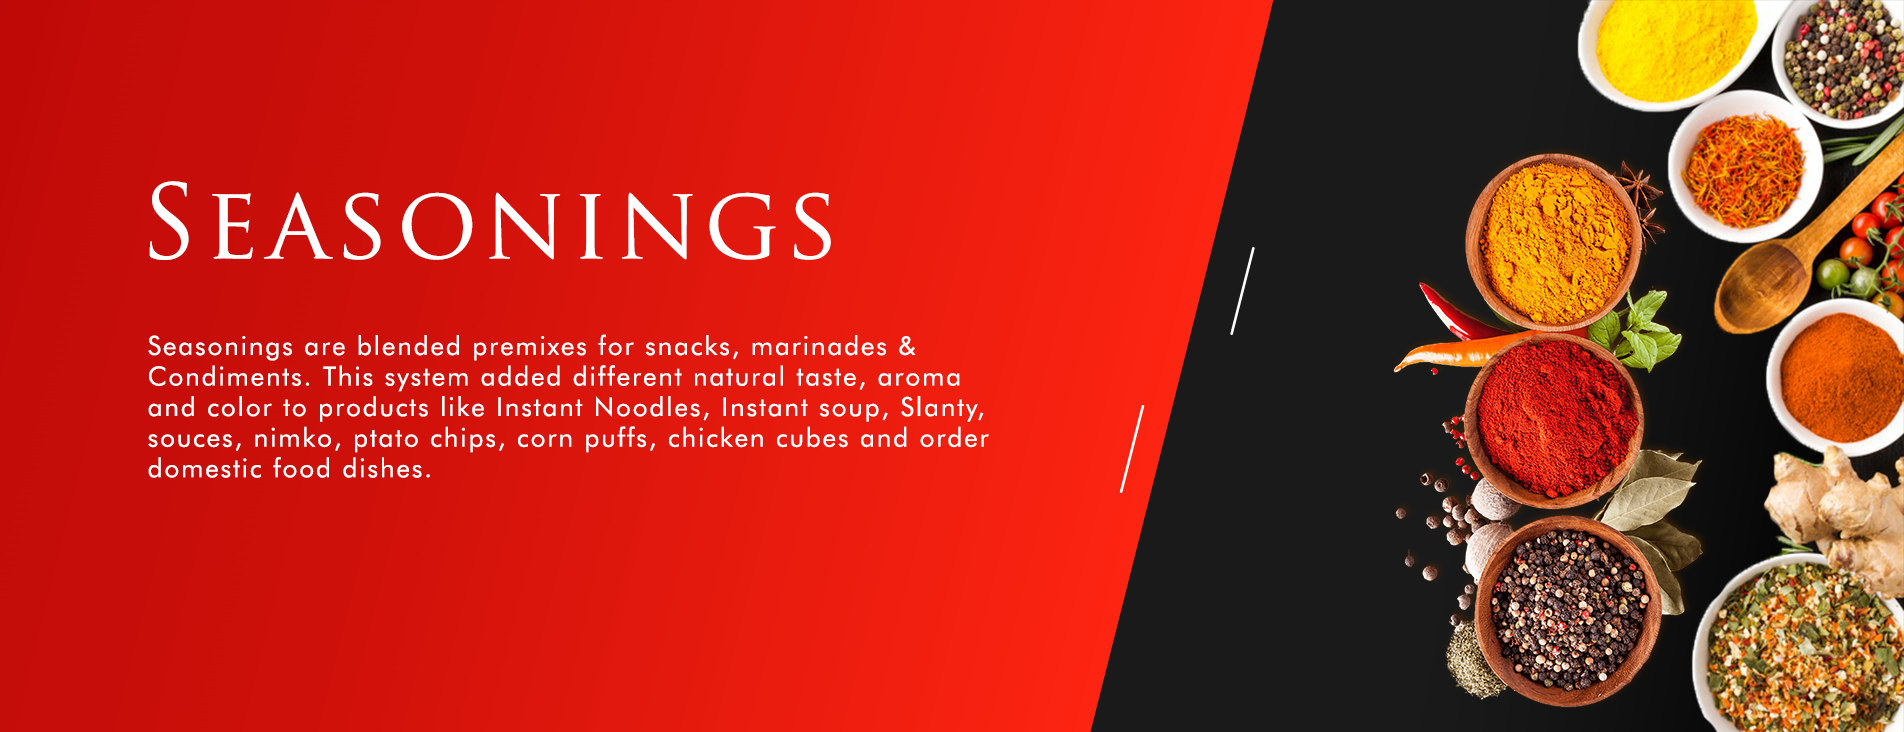 SEASONINGS
Seasonings are blended premixes for snacks, marinades &
Condiments. This system added different natural taste, aroma
and color to products like Instant Noodles, Instant soup, Slanty,
souces, nimko, ptato chips, corn puffs, chicken cubes and order
domestic food dishes.